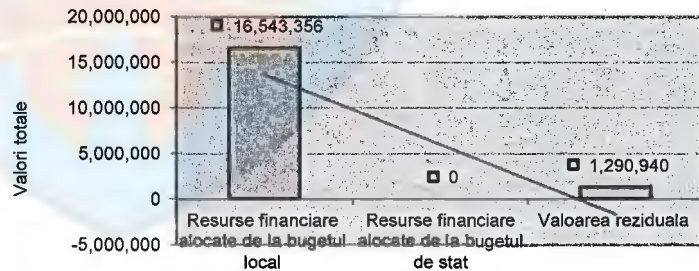 20,000,000
16,543,356
15,000,000
10,000,000
5,000,000
1,290,940
0
0
-5,000,000
Valori totale
Resurse financiare alocate de la bugetul local
Resurse financiare alocate de la bugetul de stat
Valoarea reziduala